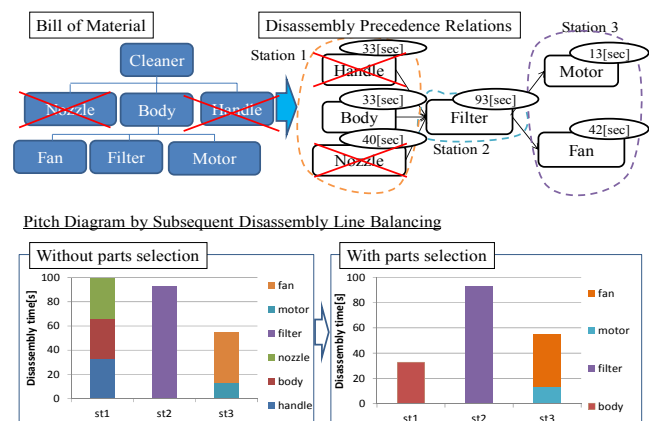 Bill of Material
Disassembly Precedence Relations
Cleaner
Nozzle Body Handle
Fan Filter Motor
Station 1
33[sec]
Handle
33[sec]
Body
40[sec]
Nozzle
93[sec]
Filter
Station 2
Station 3
13[sec]
Motor
42[sec]
Fan
Pitch Diagram by Subsequent Disassembly Line Balancing
Without parts selection
Disassembly time[s]
100
80
60
40
20
0
st1 st2 st3
fan
motor
filter
nozzle
body
handle
With parts selection
Disassembly time[s]
100
80
60
40
20
0
st1 st2 st3
fan
motor
filter
body